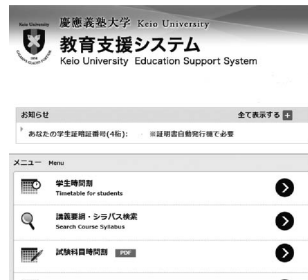 慶應義塾大学 Keio University
教育支援システム
Keio University Education Support System
お知らせ 全て表示する
あなたの学生証暗証番号(4桁): ※証明書自動発行機で必要
メニュー Menu
学生時間割
Timetable for students
講義要綱・シラバス検索
Search Course Syllabus
試験科目時間割 PDF